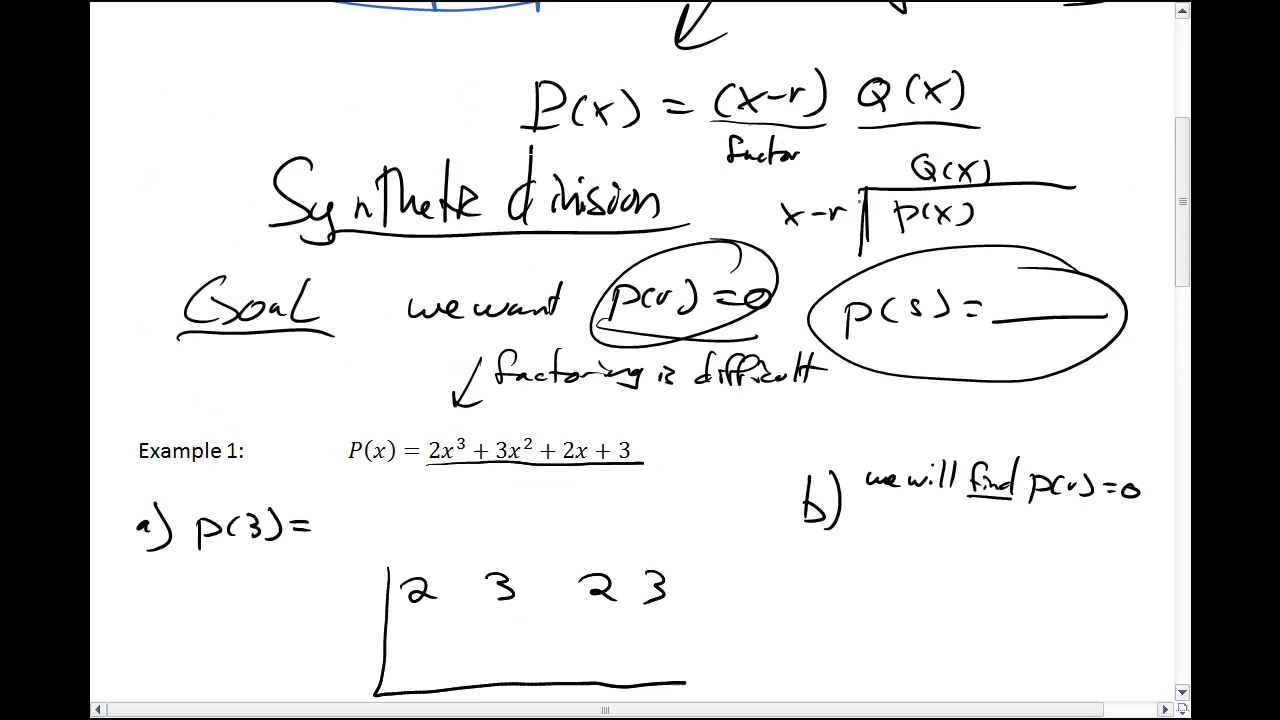 P(x) = (x-r) Q(x)
factor
Synthetic division
Q(x)
x-r P(x)
Goal we want p(r) = 0 p(s) = ____
factoring is difficult
Example 1: P(x) = 2x³ + 3x² + 2x + 3
b) we will find p(r) = 0
a) p(3) =
2 3 2 3